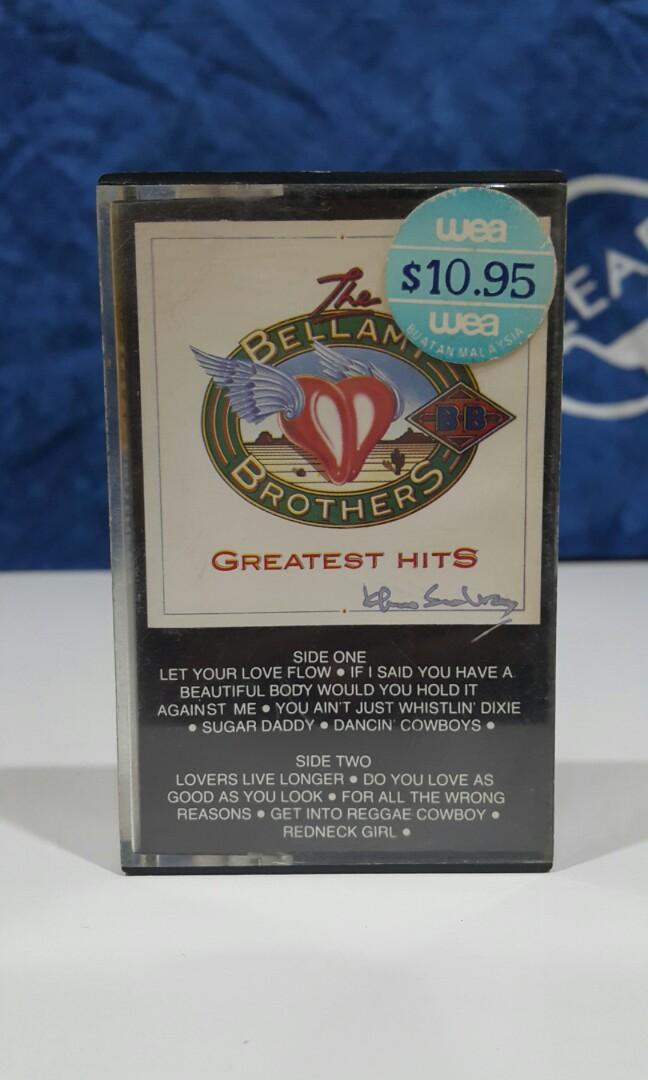 wea
$10.95
wea
BUATAN MALAYSIA
The
BELLAMY
BB
BROTHERS
GREATEST HITS
SIDE ONE
LET YOUR LOVE FLOW • IF I SAID YOU HAVE A
BEAUTIFUL BODY WOULD YOU HOLD IT
AGAINST ME • YOU AIN'T JUST WHISTLIN' DIXIE
• SUGAR DADDY • DANCIN' COWBOYS •
SIDE TWO
LOVERS LIVE LONGER • DO YOU LOVE AS
GOOD AS YOU LOOK • FOR ALL THE WRONG
REASONS • GET INTO REGGAE COWBOY •
REDNECK GIRL •